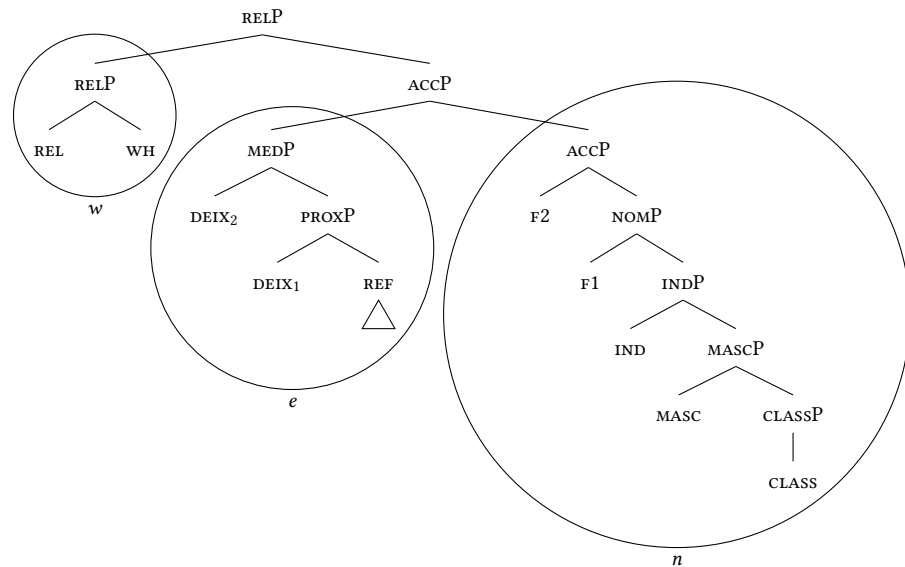 RELP
RELP ACCP
REL WH MEDP ACCP
w DEIX₂ PROXP F2 NOMP
DEIX₁ REF F1 INDP
IND MASCP
e MASC CLASSP
CLASS
n